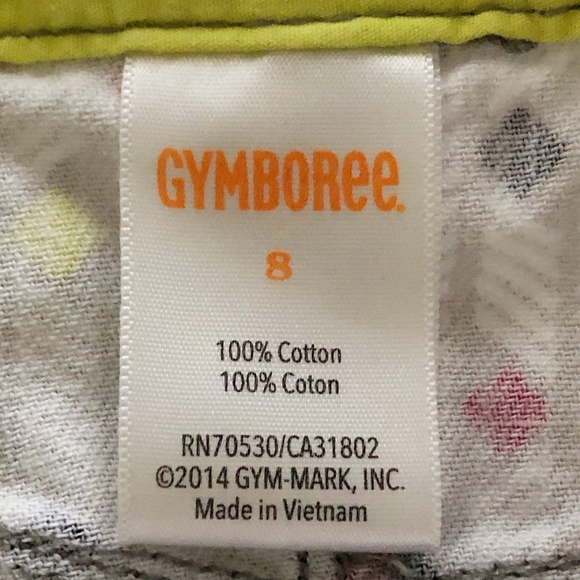 GYMBOREE.
8
100% Cotton
100% Coton
RN70530/CA31802
©2014 GYM-MARK, INC.
Made in Vietnam